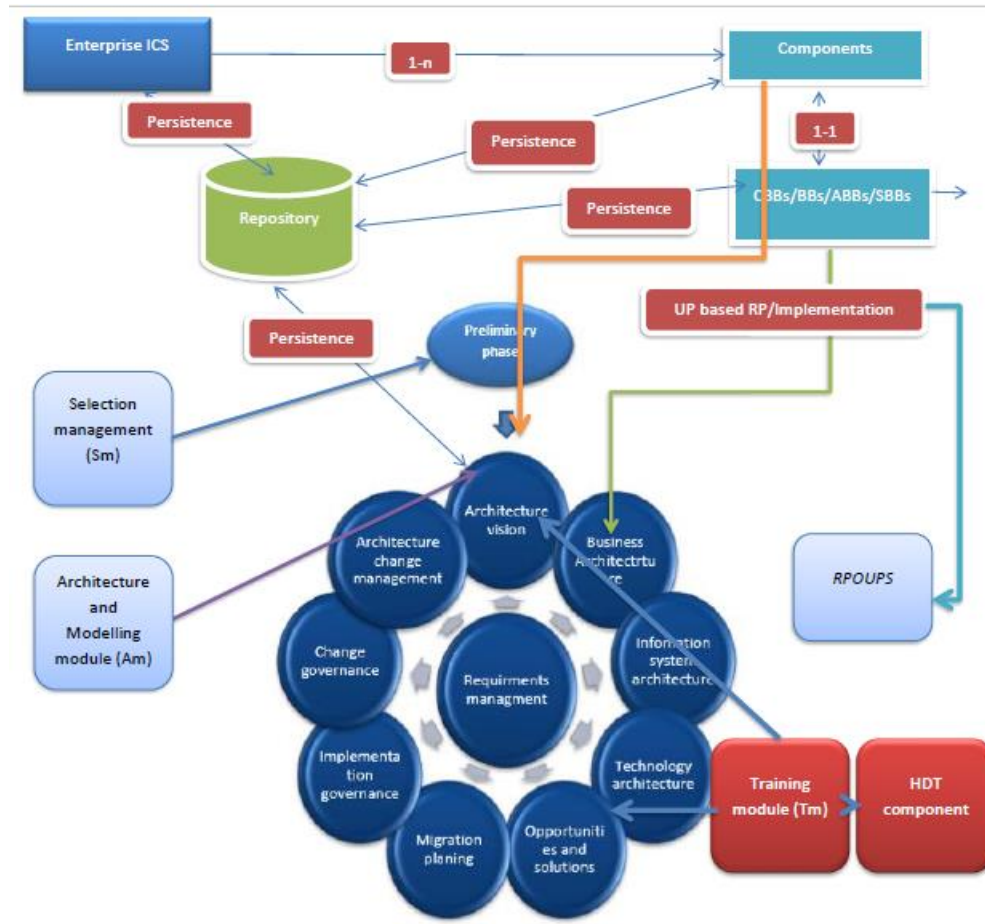 Enterprise ICS
1-n
Components
Persistence
Persistence
1-1
Repository
Persistence
CBBs/BBs/ABBs/SBBs
UP based RP/Implementation
Persistence
Preliminary
phase
Selection
management
(Sm)
Architecture
vision
Architecture
change
management
Business
Architectrtu
re
RPOUPS
Architecture
and
Modelling
module (Am)
Change
governance
Requirments
managment
Infomation
system
architecture
Implementa
tion
governance
Technology
architecture
Training
module (Tm)
HDT
component
Migration
planing
Opportuniti
es and
solutions